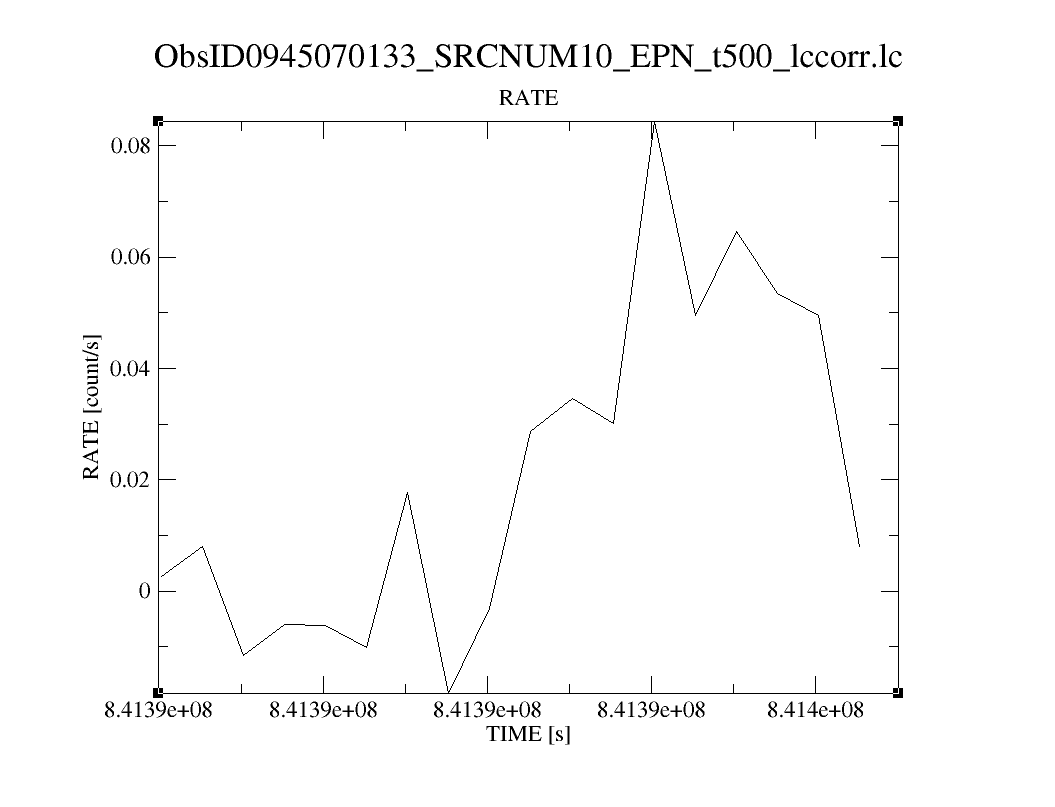 ObsID0945070133_SRCNUM10_EPN_t500_lccorr.lc
RATE
0.08
0.06
0.04
0.02
0
RATE [count/s]
8.4139e+08 8.4139e+08 8.4139e+08 8.4139e+08 8.414e+08
TIME [s]